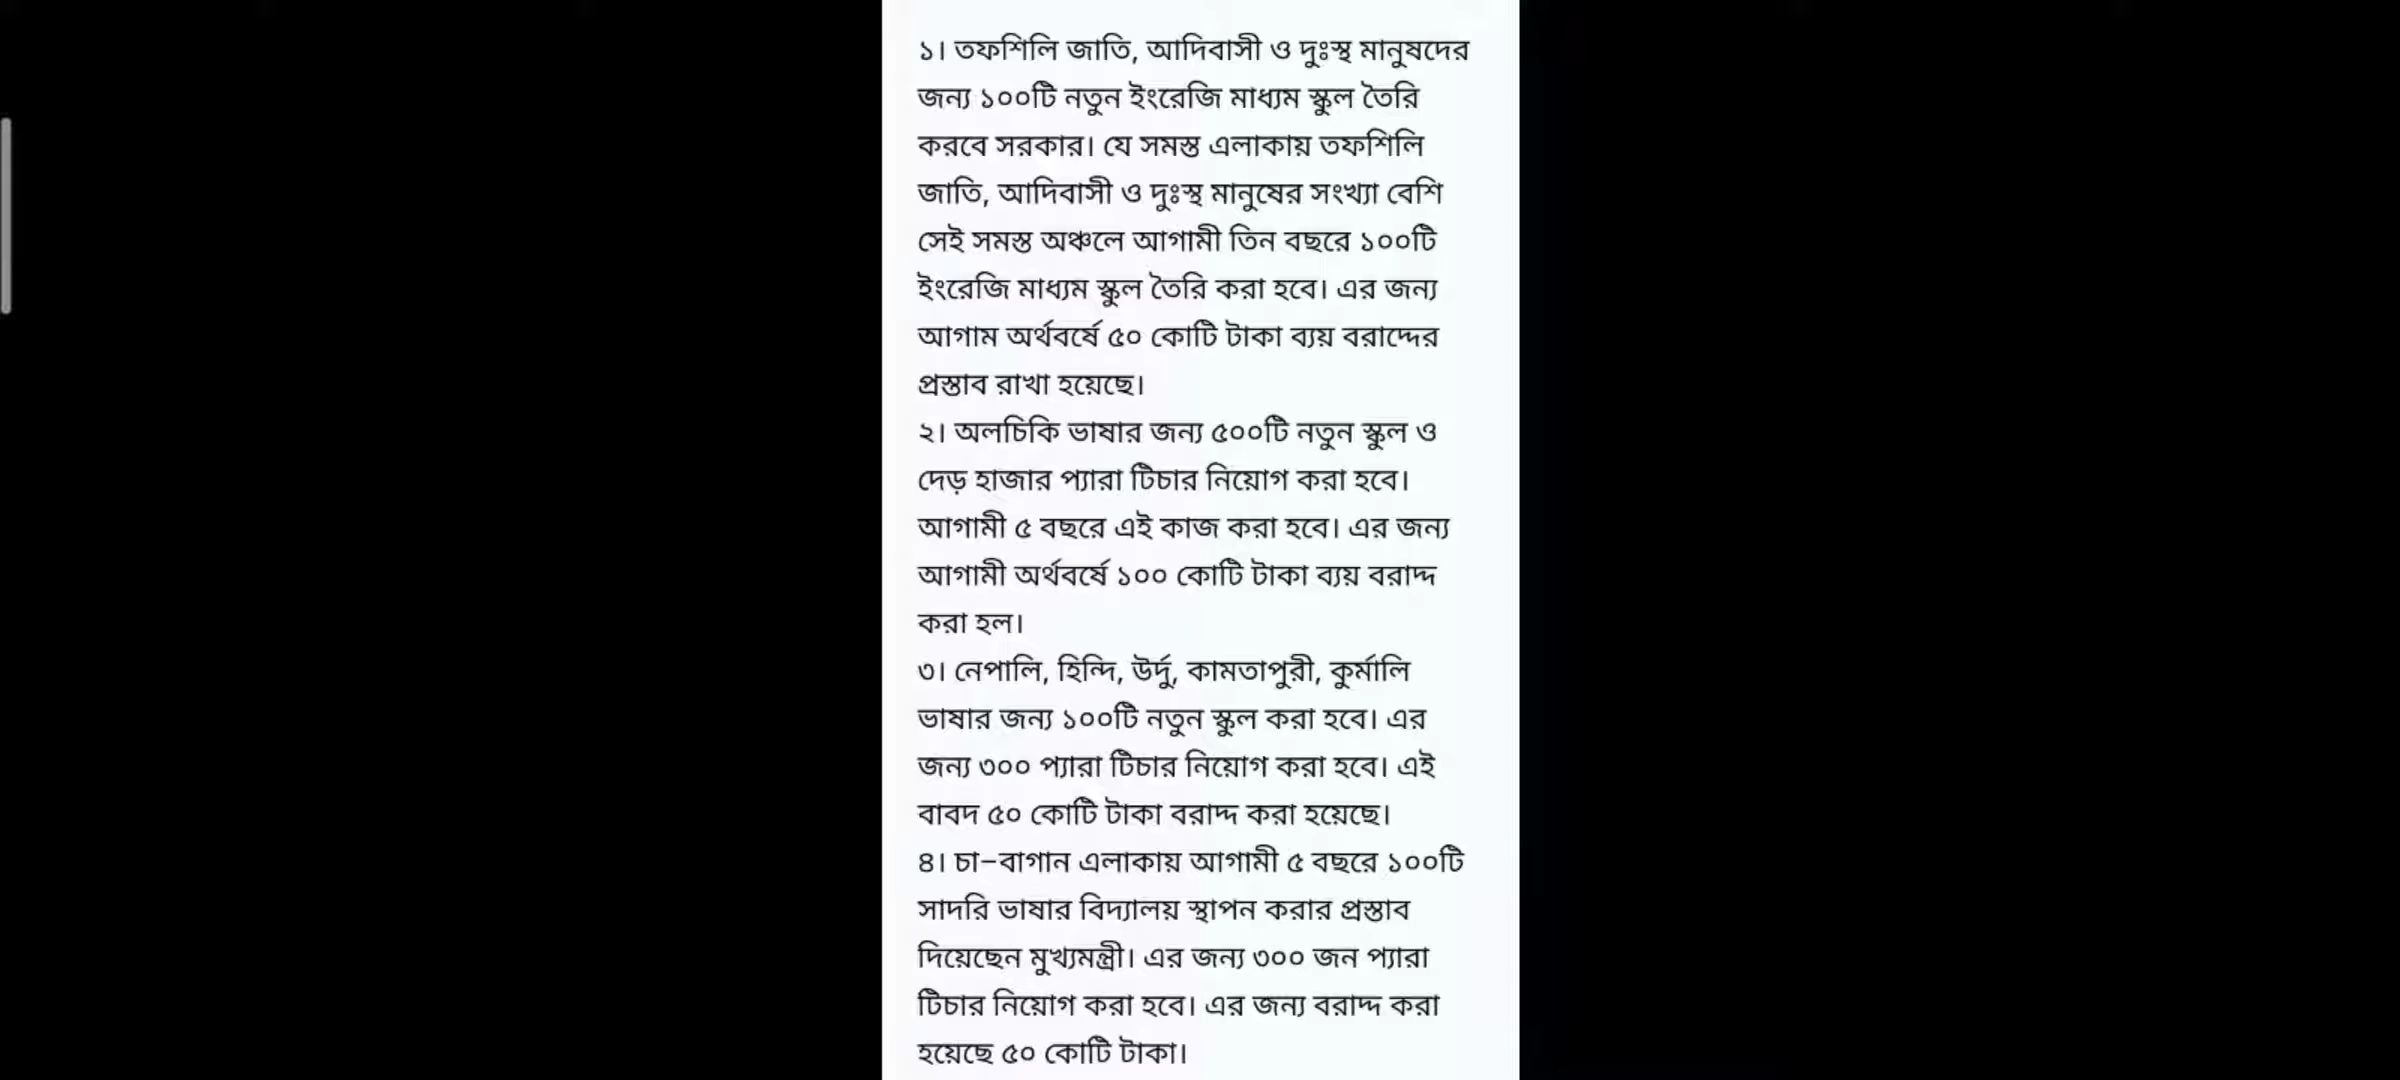 ১। তফশিলি জাতি, আদিবাসী ও দুঃস্থ মানুষদের
জন্য ১০০টি নতুন ইংরেজি মাধ্যম স্কুল তৈরি
করবে সরকার। যে সমস্ত এলাকায় তফশিলি
জাতি, আদিবাসী ও দুঃস্থ মানুষের সংখ্যা বেশি
সেই সমস্ত অঞ্চলে আগামী তিন বছরে ১০০টি
ইংরেজি মাধ্যম স্কুল তৈরি করা হবে। এর জন্য
আগাম অর্থবর্ষে ৫০ কোটি টাকা ব্যয় বরাদ্দের
প্রস্তাব রাখা হয়েছে।
২। অলচিকি ভাষার জন্য ৫০০টি নতুন স্কুল ও
দেড় হাজার প্যারা টিচার নিয়োগ করা হবে।
আগামী ৫ বছরে এই কাজ করা হবে। এর জন্য
আগামী অর্থবর্ষে ১০০ কোটি টাকা ব্যয় বরাদ্দ
করা হল।
৩। নেপালি, হিন্দি, উর্দু, কামতাপুরী, কুর্মালি
ভাষার জন্য ১০০টি নতুন স্কুল করা হবে। এর
জন্য ৩০০ প্যারা টিচার নিয়োগ করা হবে। এই
বাবদ ৫০ কোটি টাকা বরাদ্দ করা হয়েছে।
৪। চা–বাগান এলাকায় আগামী ৫ বছরে ১০০টি
সাদরি ভাষার বিদ্যালয় স্থাপন করার প্রস্তাব
দিয়েছেন মুখ্যমন্ত্রী। এর জন্য ৩০০ জন প্যারা
টিচার নিয়োগ করা হবে। এর জন্য বরাদ্দ করা
হয়েছে ৫০ কোটি টাকা।